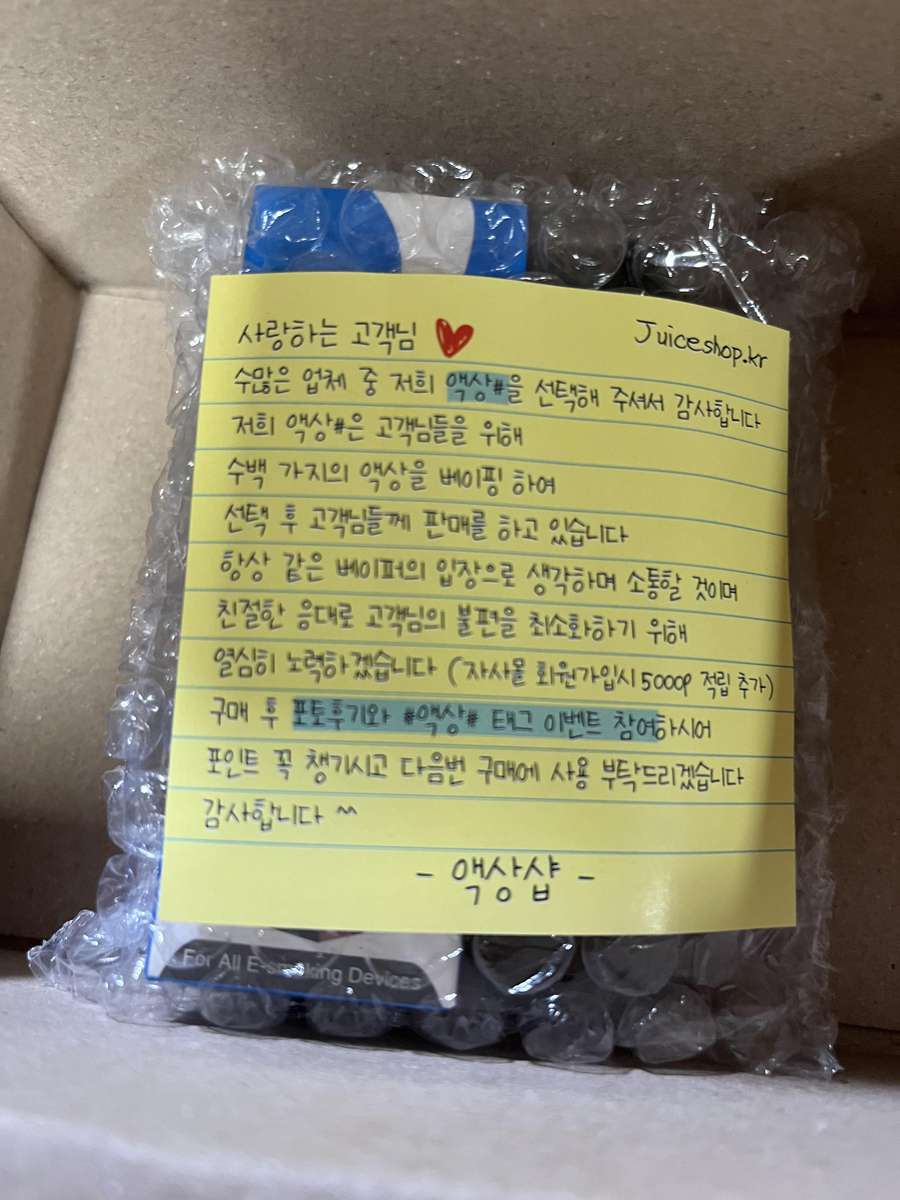 사랑하는 고객님 Juiceshop.kr
수많은 업체 중 저희 액상#을 선택해 주셔서 감사합니다
저희 액상#은 고객님들을 위해
수백 가지의 액상을 베이핑 하여
선택 후 고객님들께 판매를 하고 있습니다
항상 같은 베이퍼의 입장으로 생각하며 소통할 것이며
친절한 응대로 고객님의 불편을 최소화하기 위해
열심히 노력하겠습니다 (자사몰 회원가입시 5000p 적립 추가)
구매 후 포토후기와 #액상# 태그 이벤트 참여하시어
포인트 꼭 챙기시고 다음번 구매에 사용 부탁드리겠습니다
감사합니다 ^^
- 액상샵 -
For All E-smoking Devices